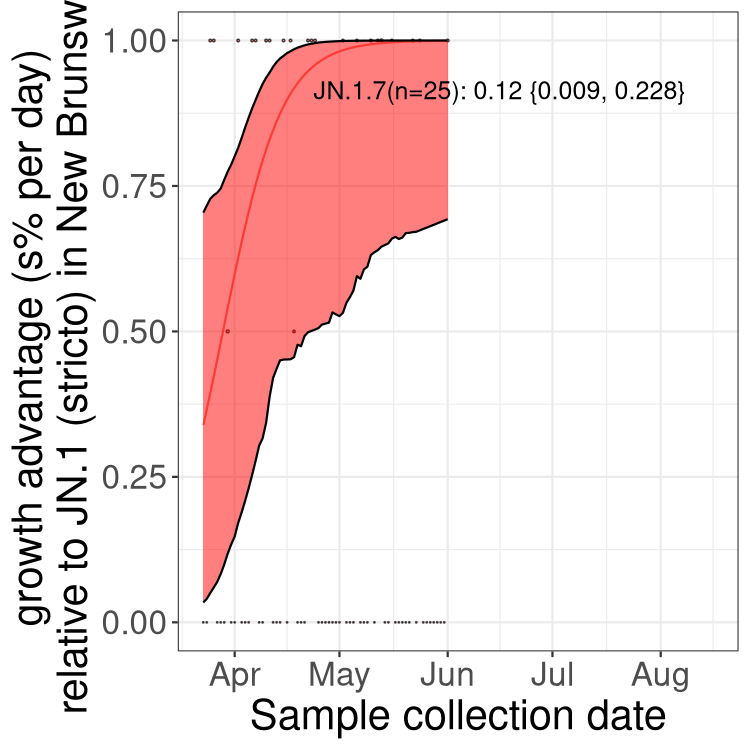 growth advantage (s% per day)
relative to JN.1 (stricto) in New Brunsw
1.00
0.75
0.50
0.25
0.00
JN.1.7(n=25): 0.12 {0.009, 0.228}
Apr May Jun Jul Aug
Sample collection date